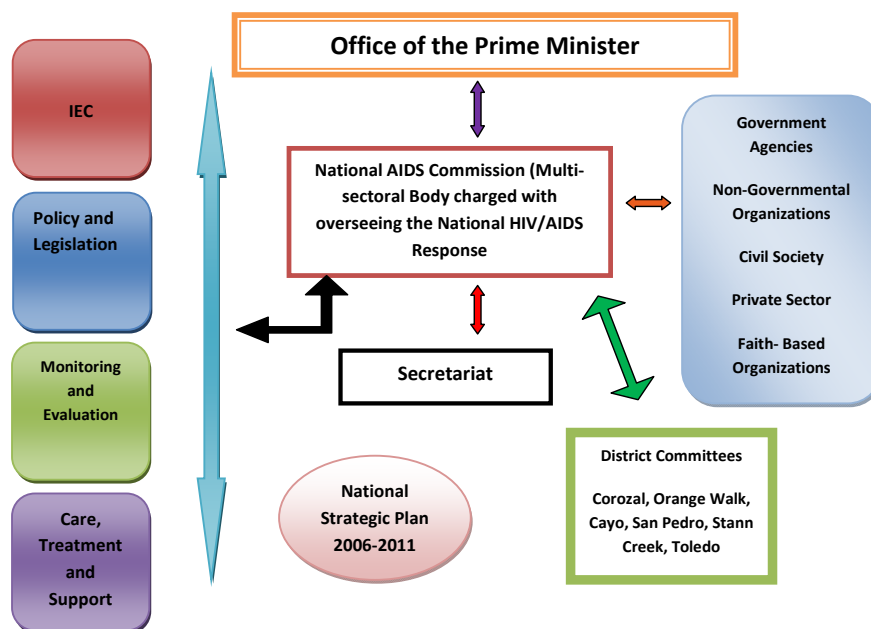 Office of the Prime Minister
IEC
Policy and
Legislation
Monitoring
and
Evaluation
Care,
Treatment
and
Support
National AIDS Commission (Multi-
sectoral Body charged with
overseeing the National HIV/AIDS
Response
Secretariat
National
Strategic Plan
2006-2011
Government
Agencies
Non-Governmental
Organizations
Civil Society
Private Sector
Faith- Based
Organizations
District Committees
Corozal, Orange Walk,
Cayo, San Pedro, Stann
Creek, Toledo